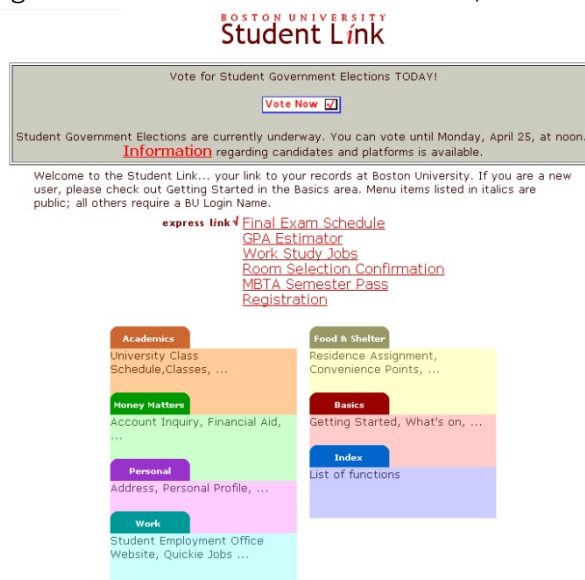 BOSTON UNIVERSITY
Student Link
Vote for Student Government Elections TODAY!
Vote Now
Student Government Elections are currently underway. You can vote until Monday, April 25, at noon.
Information regarding candidates and platforms is available.
Welcome to the Student Link... your link to your records at Boston University. If you are a new
user, please check out Getting Started in the Basics area. Menu items listed in italics are
public; all others require a BU Login Name.
express link Final Exam Schedule
GPA Estimator
Work Study Jobs
Room Selection Confirmation
MBTA Semester Pass
Registration
Academics
University Class
Schedule,Classes, ...
Money Matters
Account Inquiry, Financial Aid,
...
Personal
Address, Personal Profile, ...
Work
Student Employment Office
Website, Quickie Jobs ...
Food & Shelter
Residence Assignment,
Convenience Points, ...
Basics
Getting Started, What's on, ...
Index
List of functions